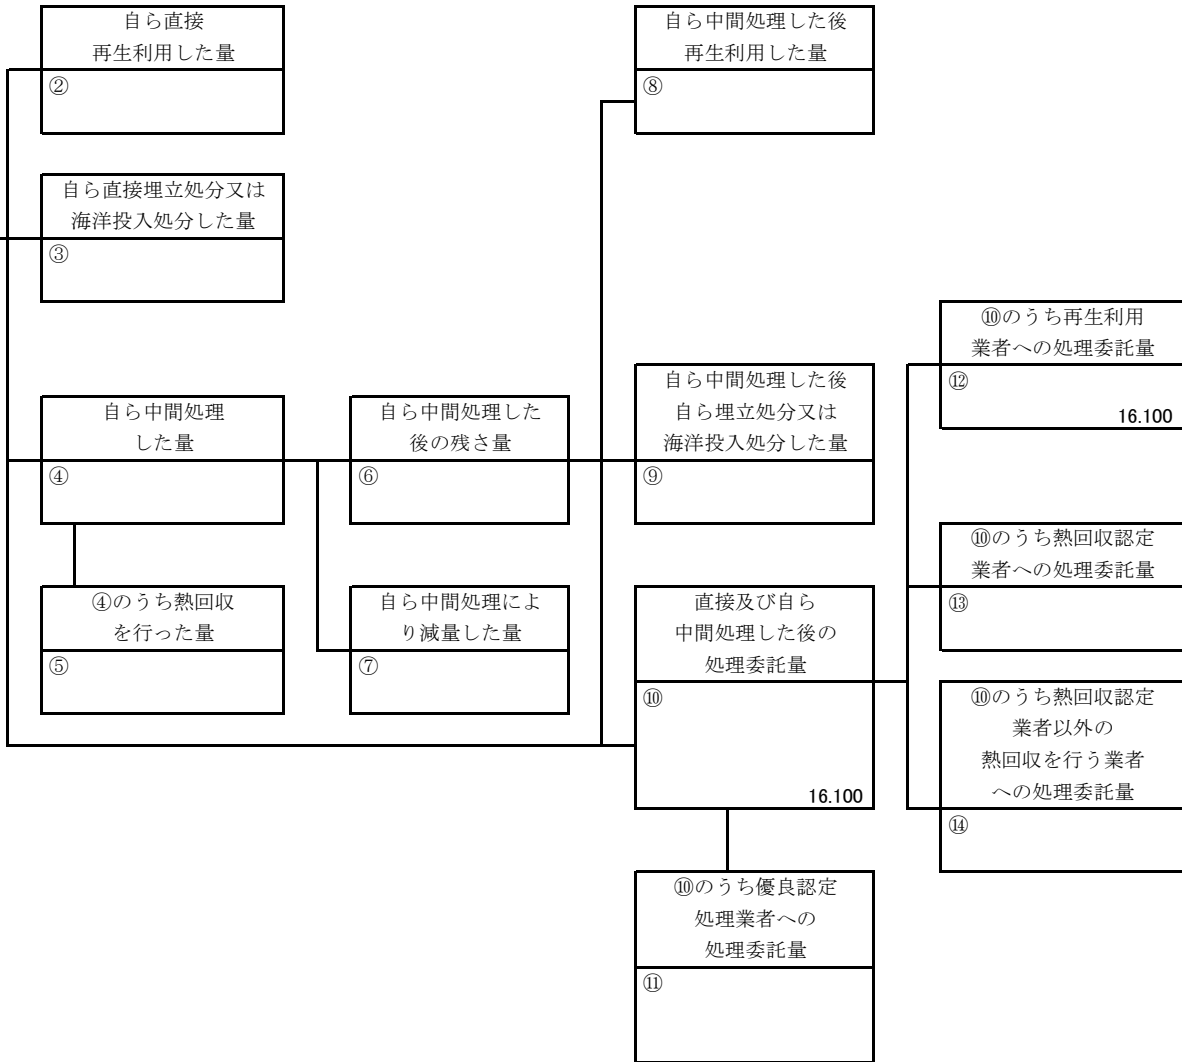 自ら直接
再生利用した量
②
自ら中間処理した後
再生利用した量
⑧
自ら直接埋立処分又は
海洋投入処分した量
③
⑩のうち再生利用
業者への処理委託量
⑫
16.100
自ら中間処理
した量
④
自ら中間処理した
後の残さ量
⑥
自ら中間処理した後
自ら埋立処分又は
海洋投入処分した量
⑨
⑩のうち熱回収認定
業者への処理委託量
⑬
④のうち熱回収
を行った量
⑤
自ら中間処理によ
り減量した量
⑦
直接及び自ら
中間処理した後の
処理委託量
⑩
16.100
⑩のうち熱回収認定
業者以外の
熱回収を行う業者
への処理委託量
⑭
⑩のうち優良認定
処理業者への
処理委託量
⑪